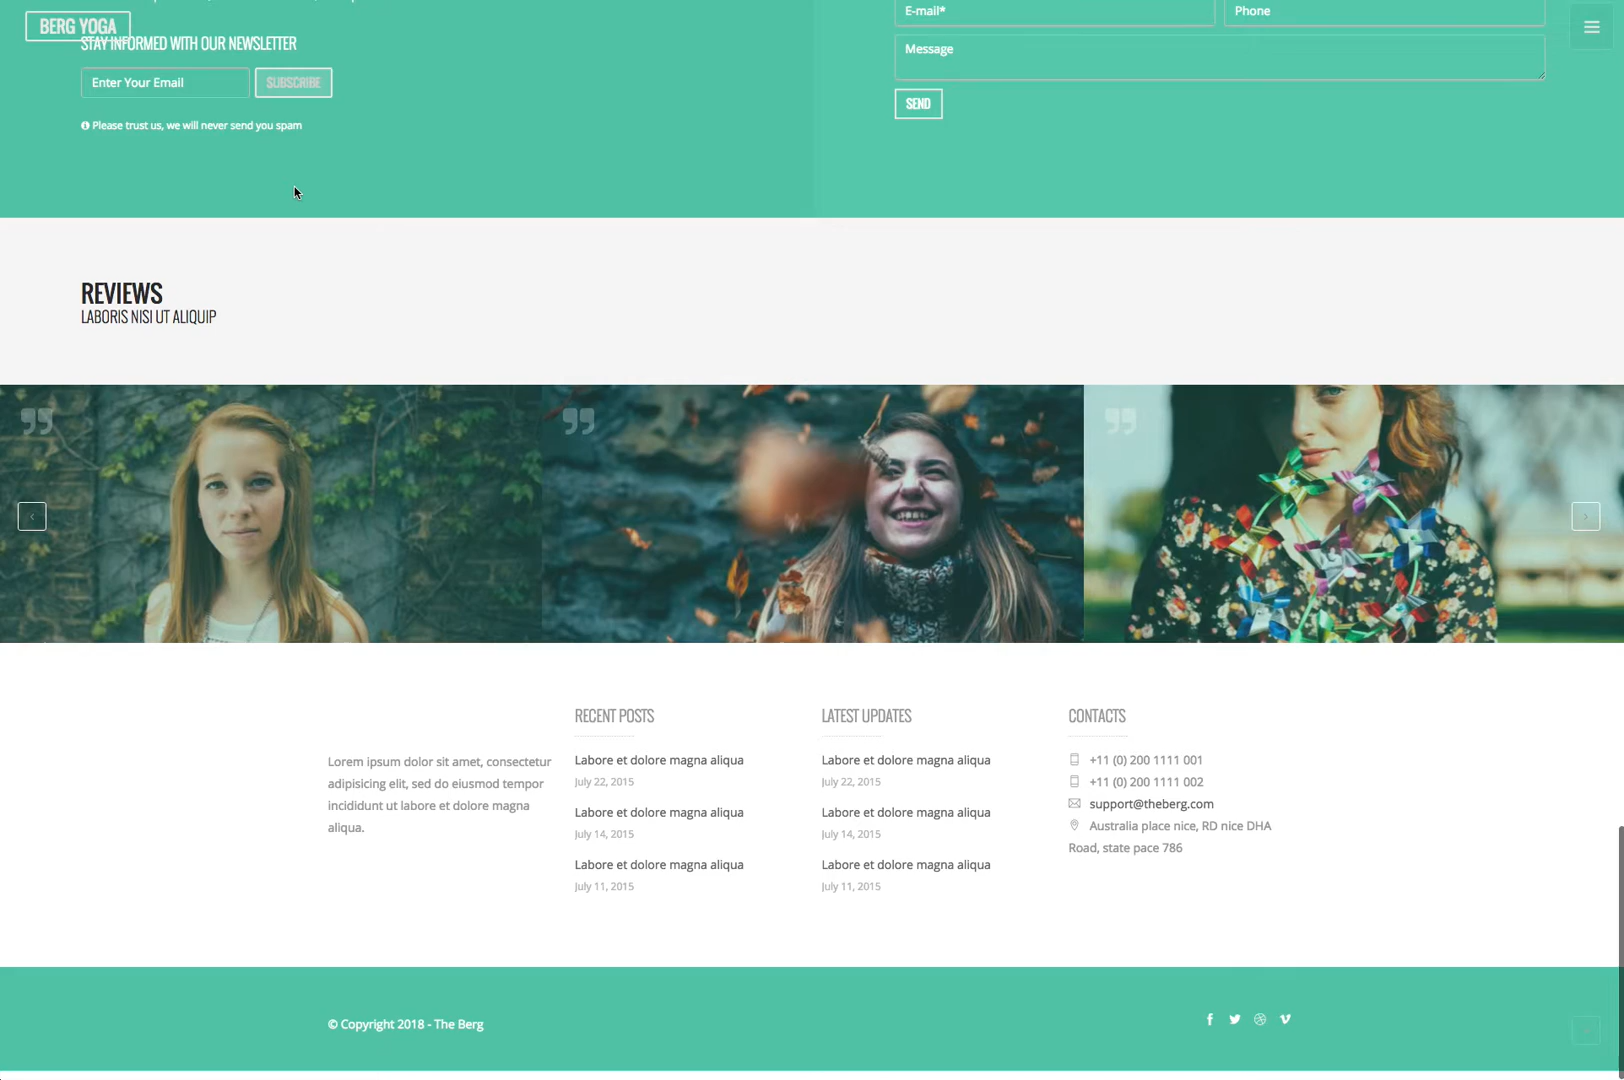 BERG YOGA
STAY INFORMED WITH OUR NEWSLETTER
Enter Your Email
SUBSCRIBE
Please trust us, we will never send you spam
E-mail*
Phone
Message
SEND
REVIEWS
LABORIS NISI UT ALIQUIP
Lorem ipsum dolor sit amet, consectetur
adipisicing elit, sed do eiusmod tempor
incididunt ut labore et dolore magna
aliqua.
RECENT POSTS
Labore et dolore magna aliqua
July 22, 2015
Labore et dolore magna aliqua
July 14, 2015
Labore et dolore magna aliqua
July 11, 2015
LATEST UPDATES
Labore et dolore magna aliqua
July 22, 2015
Labore et dolore magna aliqua
July 14, 2015
Labore et dolore magna aliqua
July 11, 2015
CONTACTS
+11 (0) 200 1111 001
+11 (0) 200 1111 002
support@theberg.com
Australia place nice, RD nice DHA
Road, state pace 786
© Copyright 2018 - The Berg